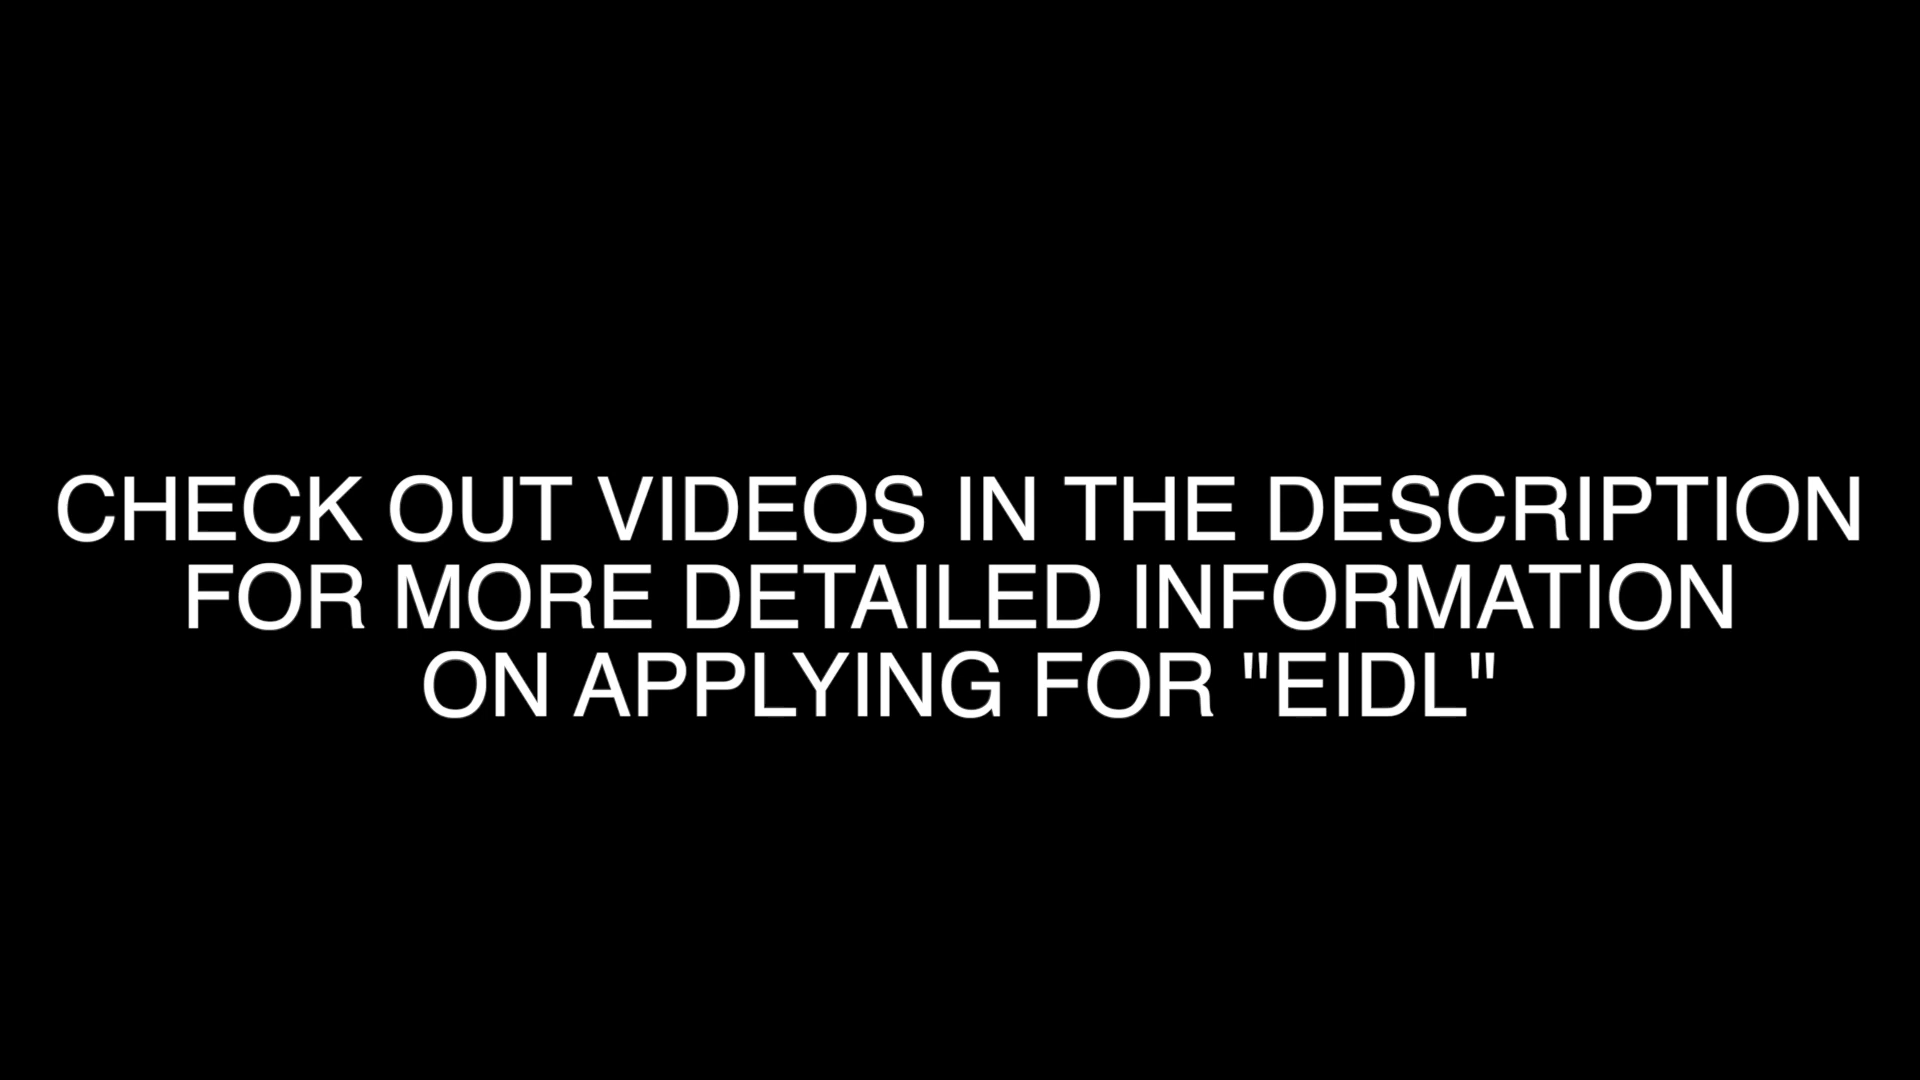 CHECK OUT VIDEOS IN THE DESCRIPTION
FOR MORE DETAILED INFORMATION
ON APPLYING FOR "EIDL"